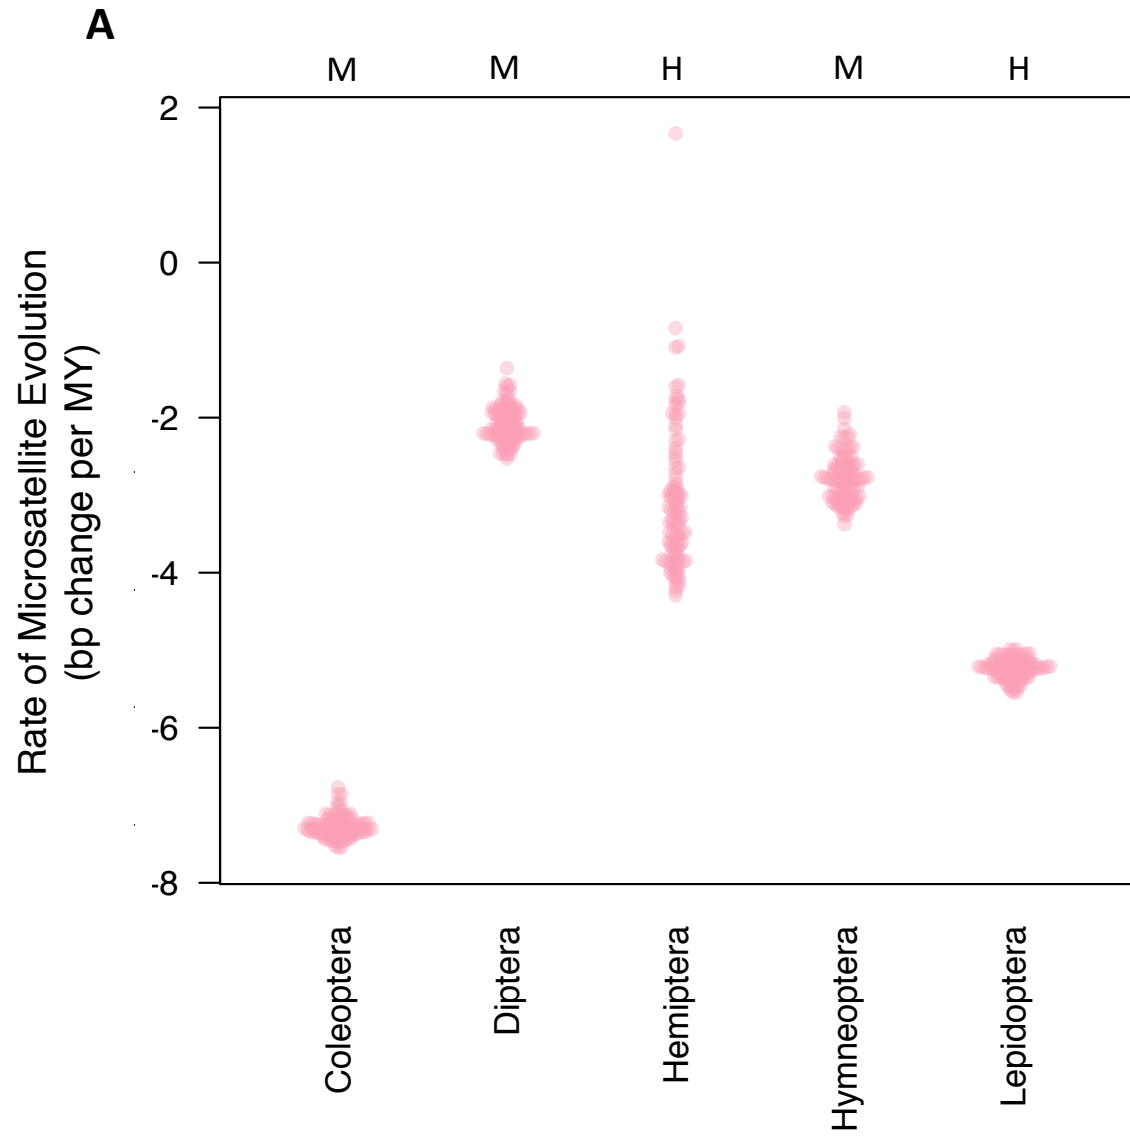 A
M M H M H
Rate of Microsatellite Evolution
(bp change per MY)
2
0
-2
-4
-6
-8
Coleoptera
Diptera
Hemiptera
Hymneoptera
Lepidoptera